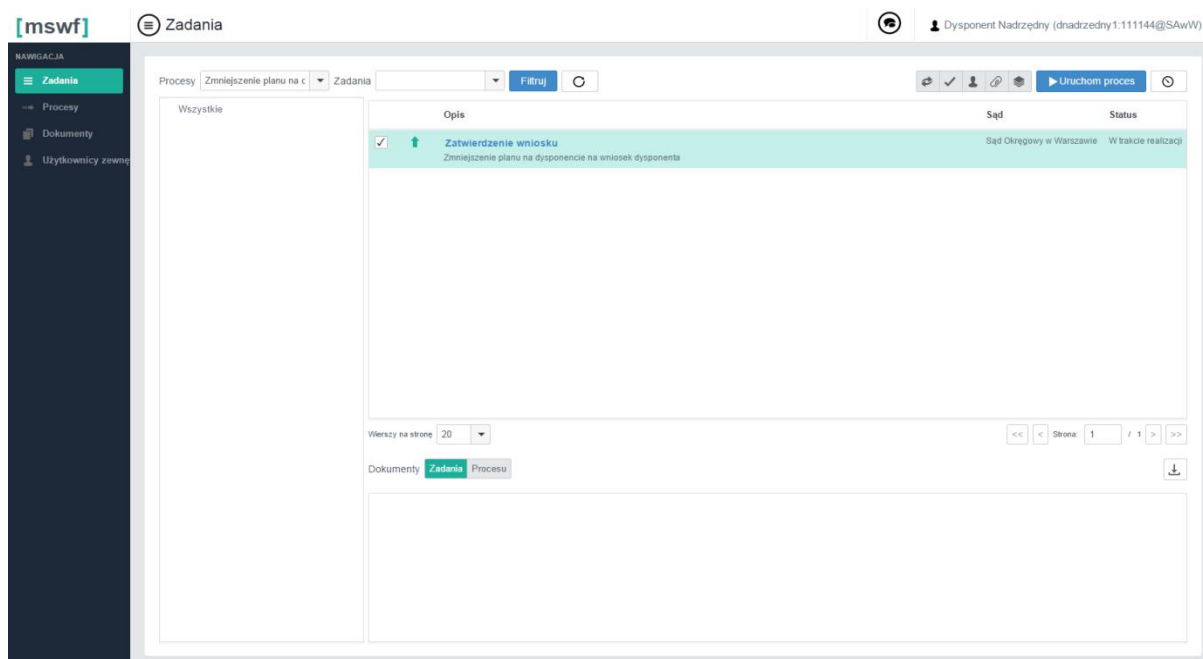 [mswf]
Zadania
Dysponent Nadrzędny (dnadrzedny1:111144@SAwW)
NAWIGACJA
Zadania
Procesy
Dokumenty
Użytkownicy zewnę
Procesy Zmniejszenie planu na d Zadania Filtruj Uruchom proces
Wszystkie
Opis Sąd Status
Zatwierdzenie wniosku Sąd Okręgowy w Warszawie W trakcie realizacji
Zmniejszenie planu na dysponencie na wniosek dysponenta
Wierszy na stronę 20 << < Strona: 1 / 1 > >>
Dokumenty Zadania Procesu